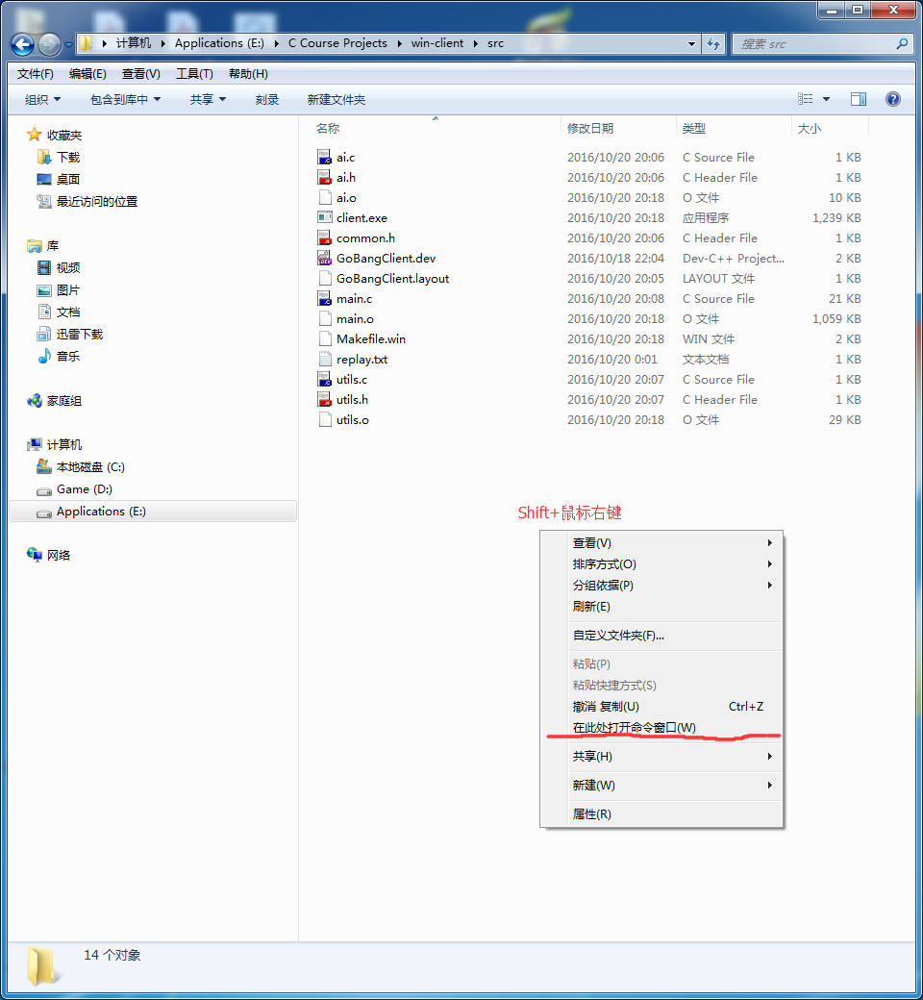 计算机 Applications (E:) C Course Projects win-client src 搜索 src
文件(F) 编辑(E) 查看(V) 工具(T) 帮助(H)
组织 包含到库中 共享 刻录 新建文件夹
收藏夹
下载
桌面
最近访问的位置
库
视频
图片
文档
迅雷下载
音乐
家庭组
计算机
本地磁盘 (C:)
Game (D:)
Applications (E:)
网络
名称 修改日期 类型 大小
ai.c 2016/10/20 20:06 C Source File 1 KB
ai.h 2016/10/20 20:06 C Header File 1 KB
ai.o 2016/10/20 20:18 O 文件 10 KB
client.exe 2016/10/20 20:18 应用程序 1,239 KB
common.h 2016/10/20 20:06 C Header File 1 KB
GoBangClient.dev 2016/10/18 22:04 Dev-C++ Project... 2 KB
GoBangClient.layout 2016/10/20 20:05 LAYOUT 文件 1 KB
main.c 2016/10/20 20:08 C Source File 21 KB
main.o 2016/10/20 20:18 O 文件 1,059 KB
Makefile.win 2016/10/20 20:18 WIN 文件 2 KB
replay.txt 2016/10/20 0:01 文本文档 1 KB
utils.c 2016/10/20 20:07 C Source File 1 KB
utils.h 2016/10/20 20:07 C Header File 1 KB
utils.o 2016/10/20 20:18 O 文件 29 KB
Shift+鼠标右键
查看(V)
排序方式(O)
分组依据(P)
刷新(E)
自定义文件夹(F)...
粘贴(P)
粘贴快捷方式(S)
撤消 复制(U) Ctrl+Z
在此处打开命令窗口(W)
共享(H)
新建(W)
属性(R)
14 个对象